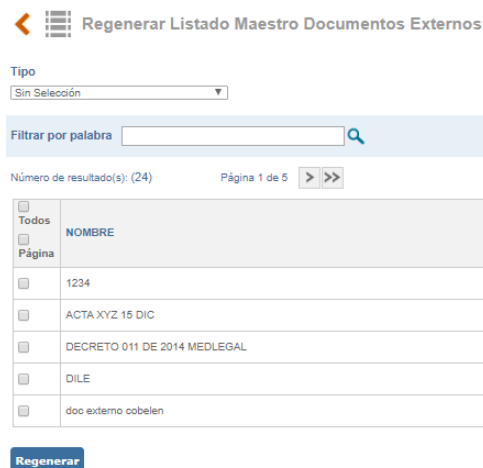 Regenerar Listado Maestro Documentos Externos
Tipo
Sin Selección
Filtrar por palabra
Número de resultado(s): (24) Página 1 de 5 > >>
Todos
Página
NOMBRE
1234
ACTA XYZ 15 DIC
DECRETO 011 DE 2014 MEDLEGAL
DILE
doc externo cobelen
Regenerar